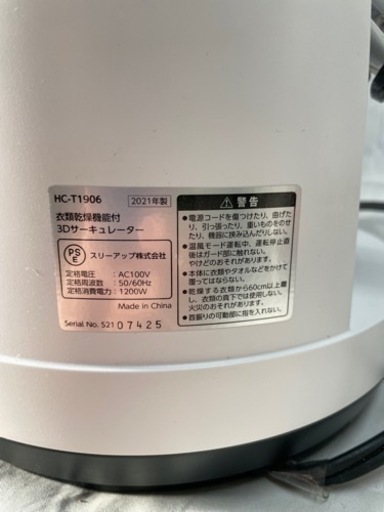 HC-T1906 2021年製
衣類乾燥機能付
3Dサーキュレーター
PS
E
スリーアップ株式会社
定格電圧 : AC100V
定格周波数 : 50/60Hz
定格消費電力 : 1200W
Made in China
Serial No. 521 07425
⚠警告
●電源コードを傷つけたり、曲げた
り、引っ張ったり、重いものをのせ
たり、機器に挟み込んだりしない。
●温風モード運転中、運転停止直
後はガード部に触れない。
やけどのおそれがあります。
●本体に衣類やタオルなどをかけて
覆ってはならない。
●乾燥する衣類から60cm以上離
し、衣類の真下では使用しない。
火災のおそれがあります。
●首振りの可動部に指を入れない。